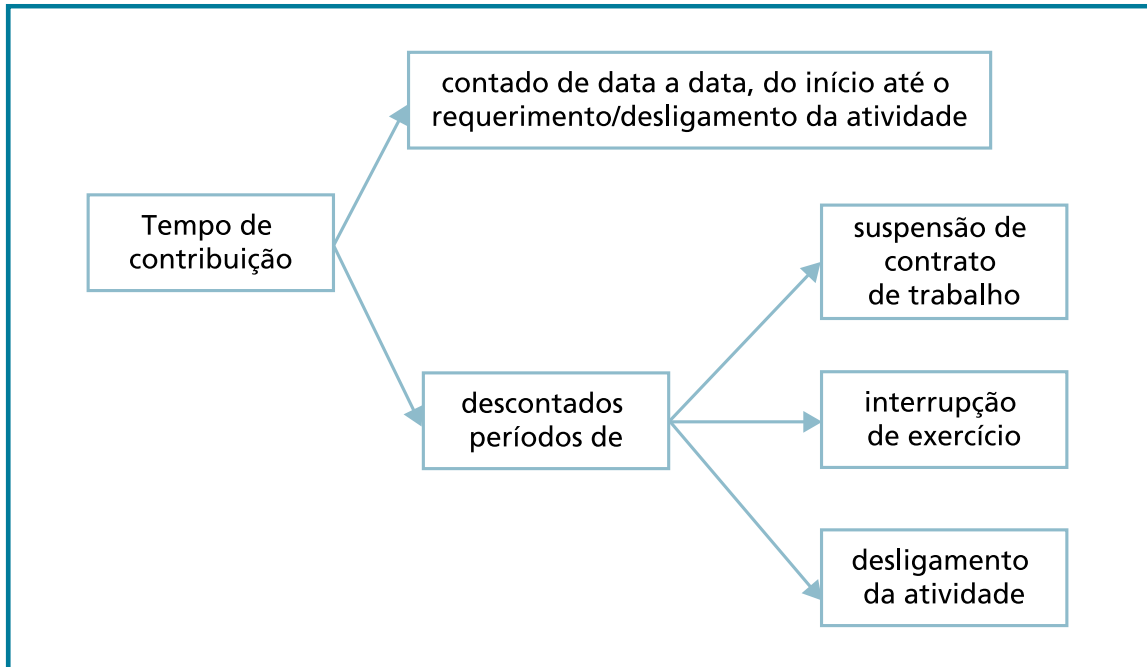 contado de data a data, do início até o
requerimento/desligamento da atividade
Tempo de
contribuição
descontados
períodos de
suspensão de
contrato
de trabalho
interrupção
de exercício
desligamento
da atividade